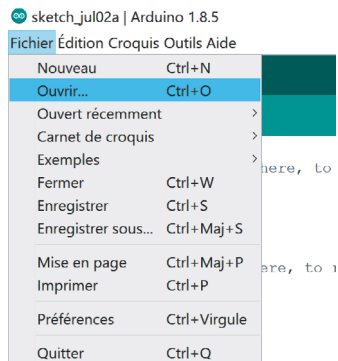 sketch_jul02a | Arduino 1.8.5
Fichier Édition Croquis Outils Aide
Nouveau Ctrl+N
Ouvrir... Ctrl+O
Ouvert récemment >
Carnet de croquis >
Exemples >
here, to
Fermer Ctrl+W
Enregistrer Ctrl+S
Enregistrer sous... Ctrl+Maj+S
Mise en page Ctrl+Maj+P
ere, to
Imprimer Ctrl+P
Préférences Ctrl+Virgule
Quitter Ctrl+Q